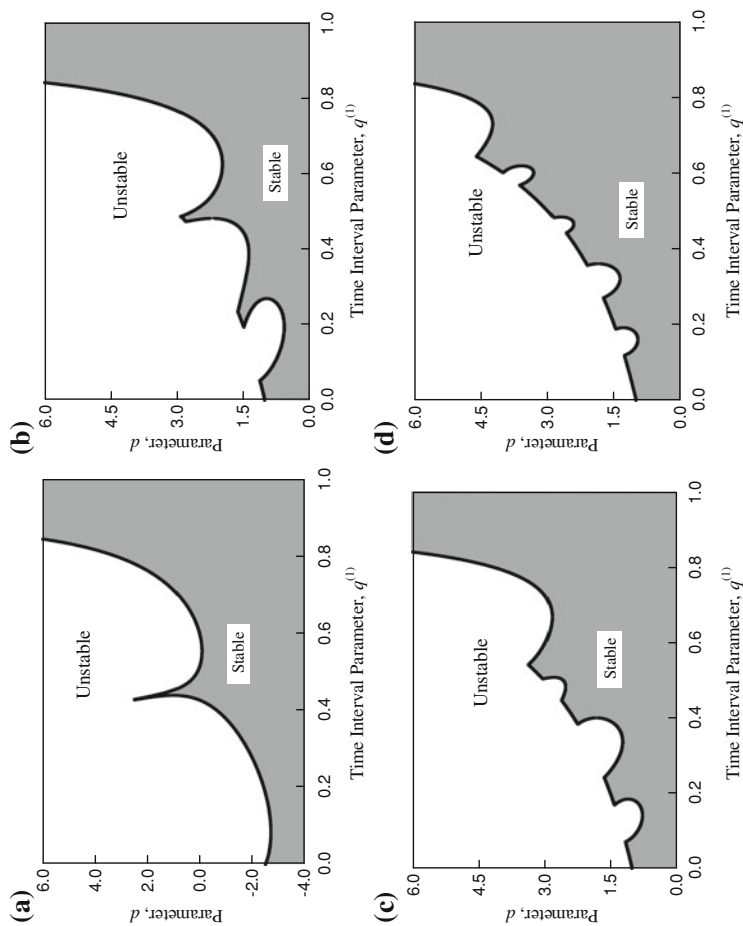 (a)
6.0
4.0
2.0
0.0
-2.0
-4.0
Parameter, d
Unstable
Stable
0.0 0.2 0.4 0.6 0.8 1.0
Time Interval Parameter, q(1)
(b)
6.0
4.5
3.0
1.5
0.0
Parameter, d
Unstable
Stable
0.0 0.2 0.4 0.6 0.8 1.0
Time Interval Parameter, q(1)
(c)
6.0
4.5
3.0
1.5
0.0
Parameter, d
Unstable
Stable
0.0 0.2 0.4 0.6 0.8 1.0
Time Interval Parameter, q(1)
(d)
6.0
4.5
3.0
1.5
0.0
Parameter, d
Unstable
Stable
0.0 0.2 0.4 0.6 0.8 1.0
Time Interval Parameter, q(1)